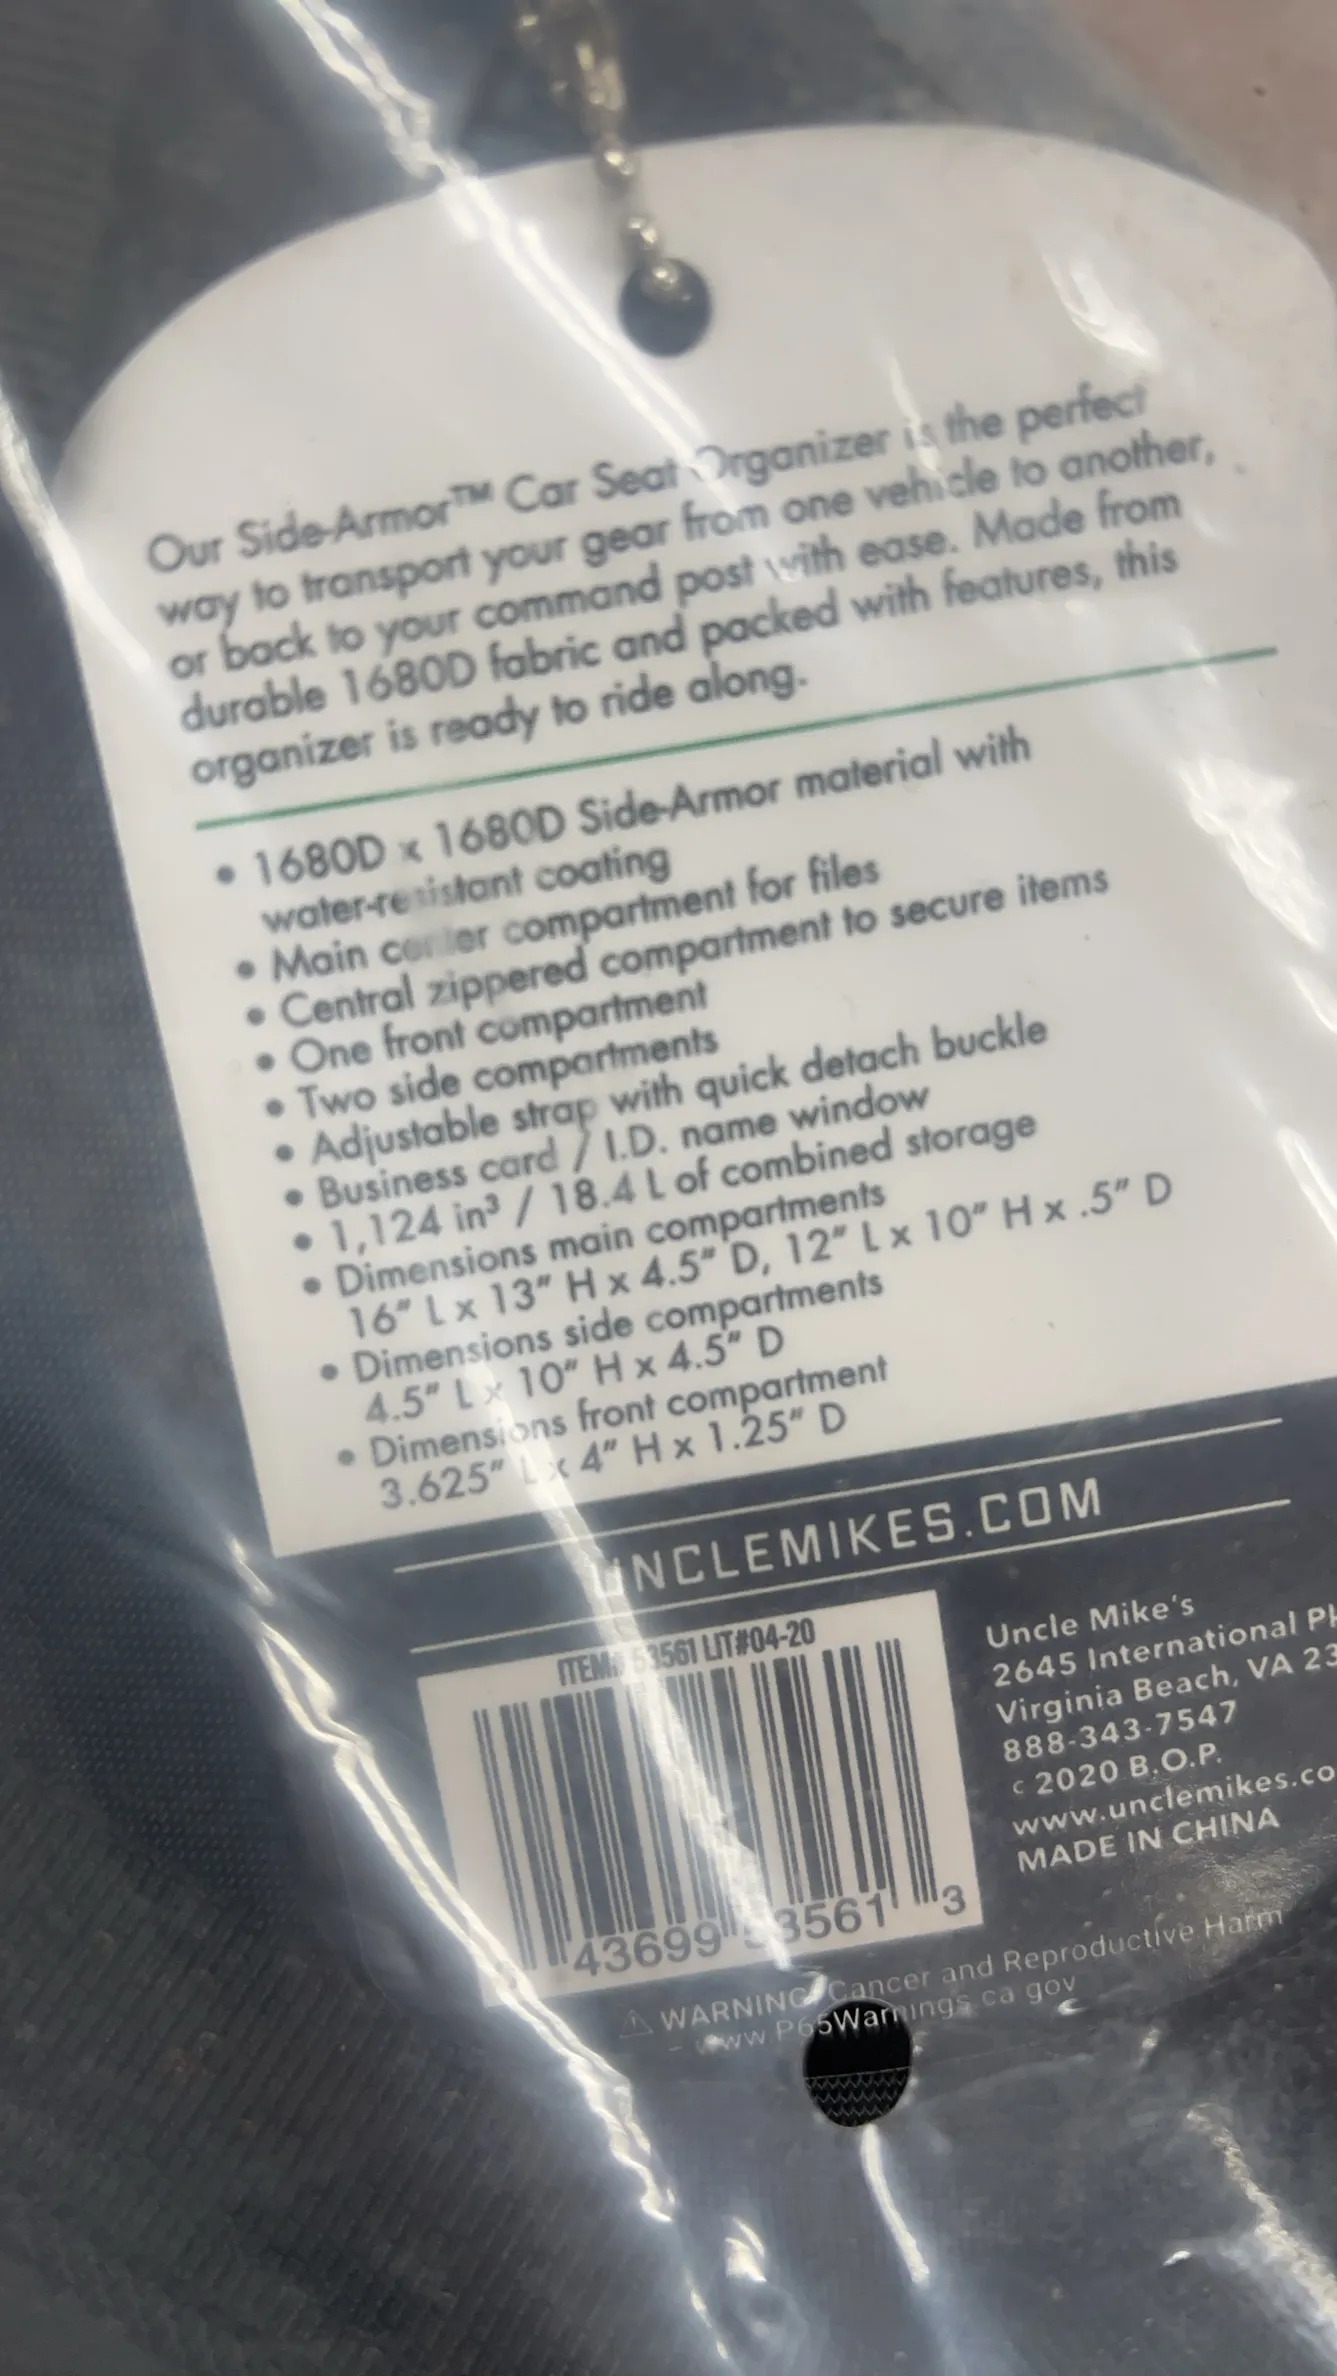 Our Side-Armor™ Car Seat Organizer is the perfect
way to transport your gear from one vehicle to another,
or back to your command post with ease. Made from
durable 1680D fabric and packed with features, this
organizer is ready to ride along.
• 1680D x 1680D Side-Armor material with
water-resistant coating
• Main center compartment for files
• Central zippered compartment to secure items
• One front compartment
• Two side compartments
• Adjustable strap with quick detach buckle
• Business card / I.D. name window
• 1,124 in³ / 18.4 L of combined storage
• Dimensions main compartments
16" L x 13" H x 4.5" D, 12" L x 10" H x .5" D
• Dimensions side compartments
4.5" L x 10" H x 4.5" D
• Dimensions front compartment
3.625" L x 4" H x 1.25" D
UNCLEMIKES.COM
ITEM# 53561 LIT#04-20
43699 53561 3
Uncle Mike's
2645 International
Virginia Beach, VA
888-343-7547
c 2020 B.O.P.
www.unclemikes.co
MADE IN CHINA
⚠ WARNING: Cancer and Reproductive Harm
- www.P65Warnings.ca.gov